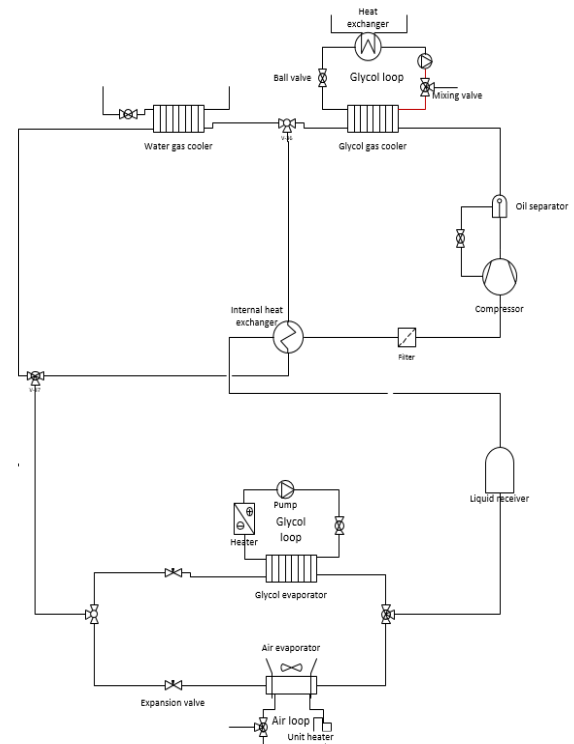 Heat
exchanger
Ball valve
Glycol loop
Mixing valve
Water gas cooler
Glycol gas cooler
Oil separator
Compressor
Internal heat
exchanger
Filter
Liquid receiver
Pump
Glycol
loop
Heater
Glycol evaporator
Air evaporator
Expansion valve
Air loop
Unit heater